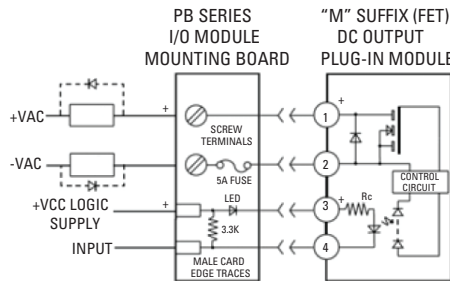 PB SERIES
I/O MODULE
MOUNTING BOARD
“M” SUFFIX (FET)
DC OUTPUT
PLUG-IN MODULE
+VAC
+
SCREW
TERMINALS
1
+
-VAC
5A FUSE
2
CONTROL
CIRCUIT
+VCC LOGIC
SUPPLY
+
LED
3
+
Rc
3.3K
INPUT
4
MALE CARD
EDGE TRACES